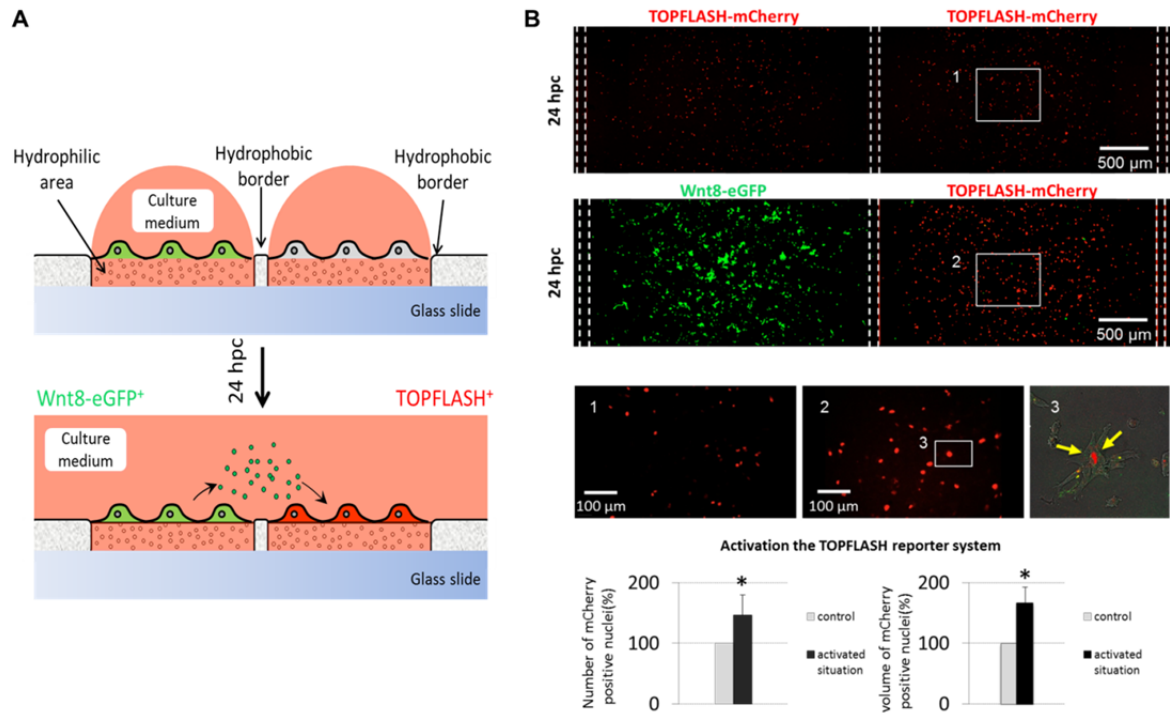 A
Hydrophilic
area
Hydrophobic
border
Hydrophobic
border
Culture
medium
Glass slide
24 hpc
Wnt8-eGFP⁺
TOPFLASH⁺
Culture
medium
Glass slide
B
TOPFLASH-mCherry
TOPFLASH-mCherry
24 hpc
1
500 µm
Wnt8-eGFP
TOPFLASH-mCherry
24 hpc
2
500 µm
1
100 µm
2
3
100 µm
3
Activation the TOPFLASH reporter system
Number of mCherry
positive nuclei(%)
200
100
0
*
control
activated
situation
volume of mCherry
positive nuclei(%)
200
100
0
*
control
activated
situation